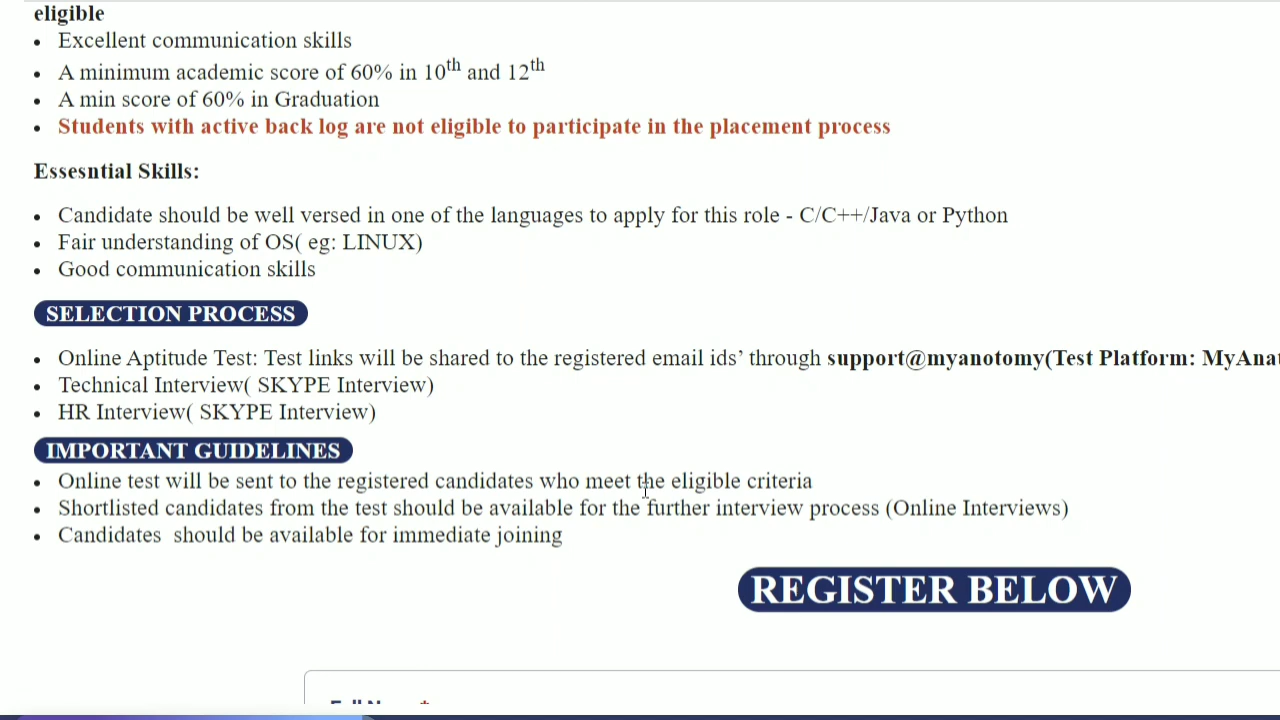 eligible
• Excellent communication skills
• A minimum academic score of 60% in 10th and 12th
• A min score of 60% in Graduation
• Students with active back log are not eligible to participate in the placement process
Essesntial Skills:
• Candidate should be well versed in one of the languages to apply for this role - C/C++/Java or Python
• Fair understanding of OS( eg: LINUX)
• Good communication skills
SELECTION PROCESS
• Online Aptitude Test: Test links will be shared to the registered email ids’ through support@myanotomy(Test Platform: MyAnat
• Technical Interview( SKYPE Interview)
• HR Interview( SKYPE Interview)
IMPORTANT GUIDELINES
• Online test will be sent to the registered candidates who meet the eligible criteria
• Shortlisted candidates from the test should be available for the further interview process (Online Interviews)
• Candidates  should be available for immediate joining
REGISTER BELOW